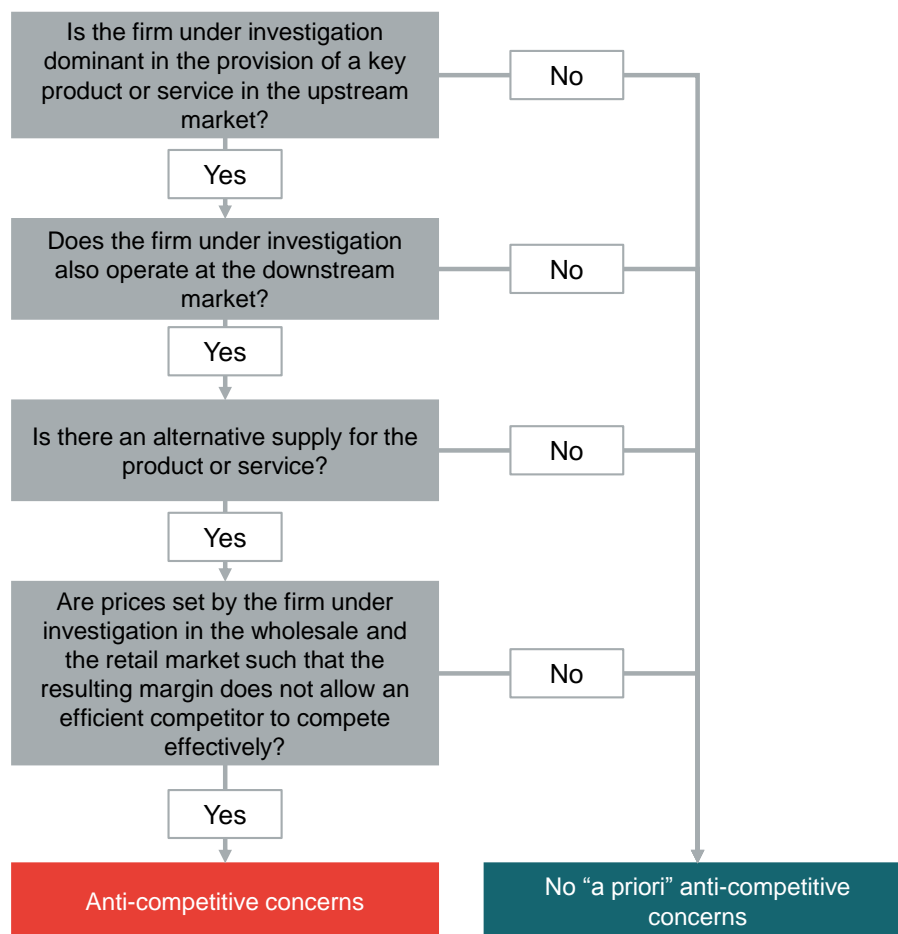 Is the firm under investigation
dominant in the provision of a key
product or service in the upstream
market?
No
Yes
Does the firm under investigation
also operate at the downstream
market?
No
Yes
Is there an alternative supply for the
product or service?
No
Yes
Are prices set by the firm under
investigation in the wholesale and
the retail market such that the
resulting margin does not allow an
efficient competitor to compete
effectively?
No
Yes
Anti-competitive concerns
No “a priori” anti-competitive
concerns